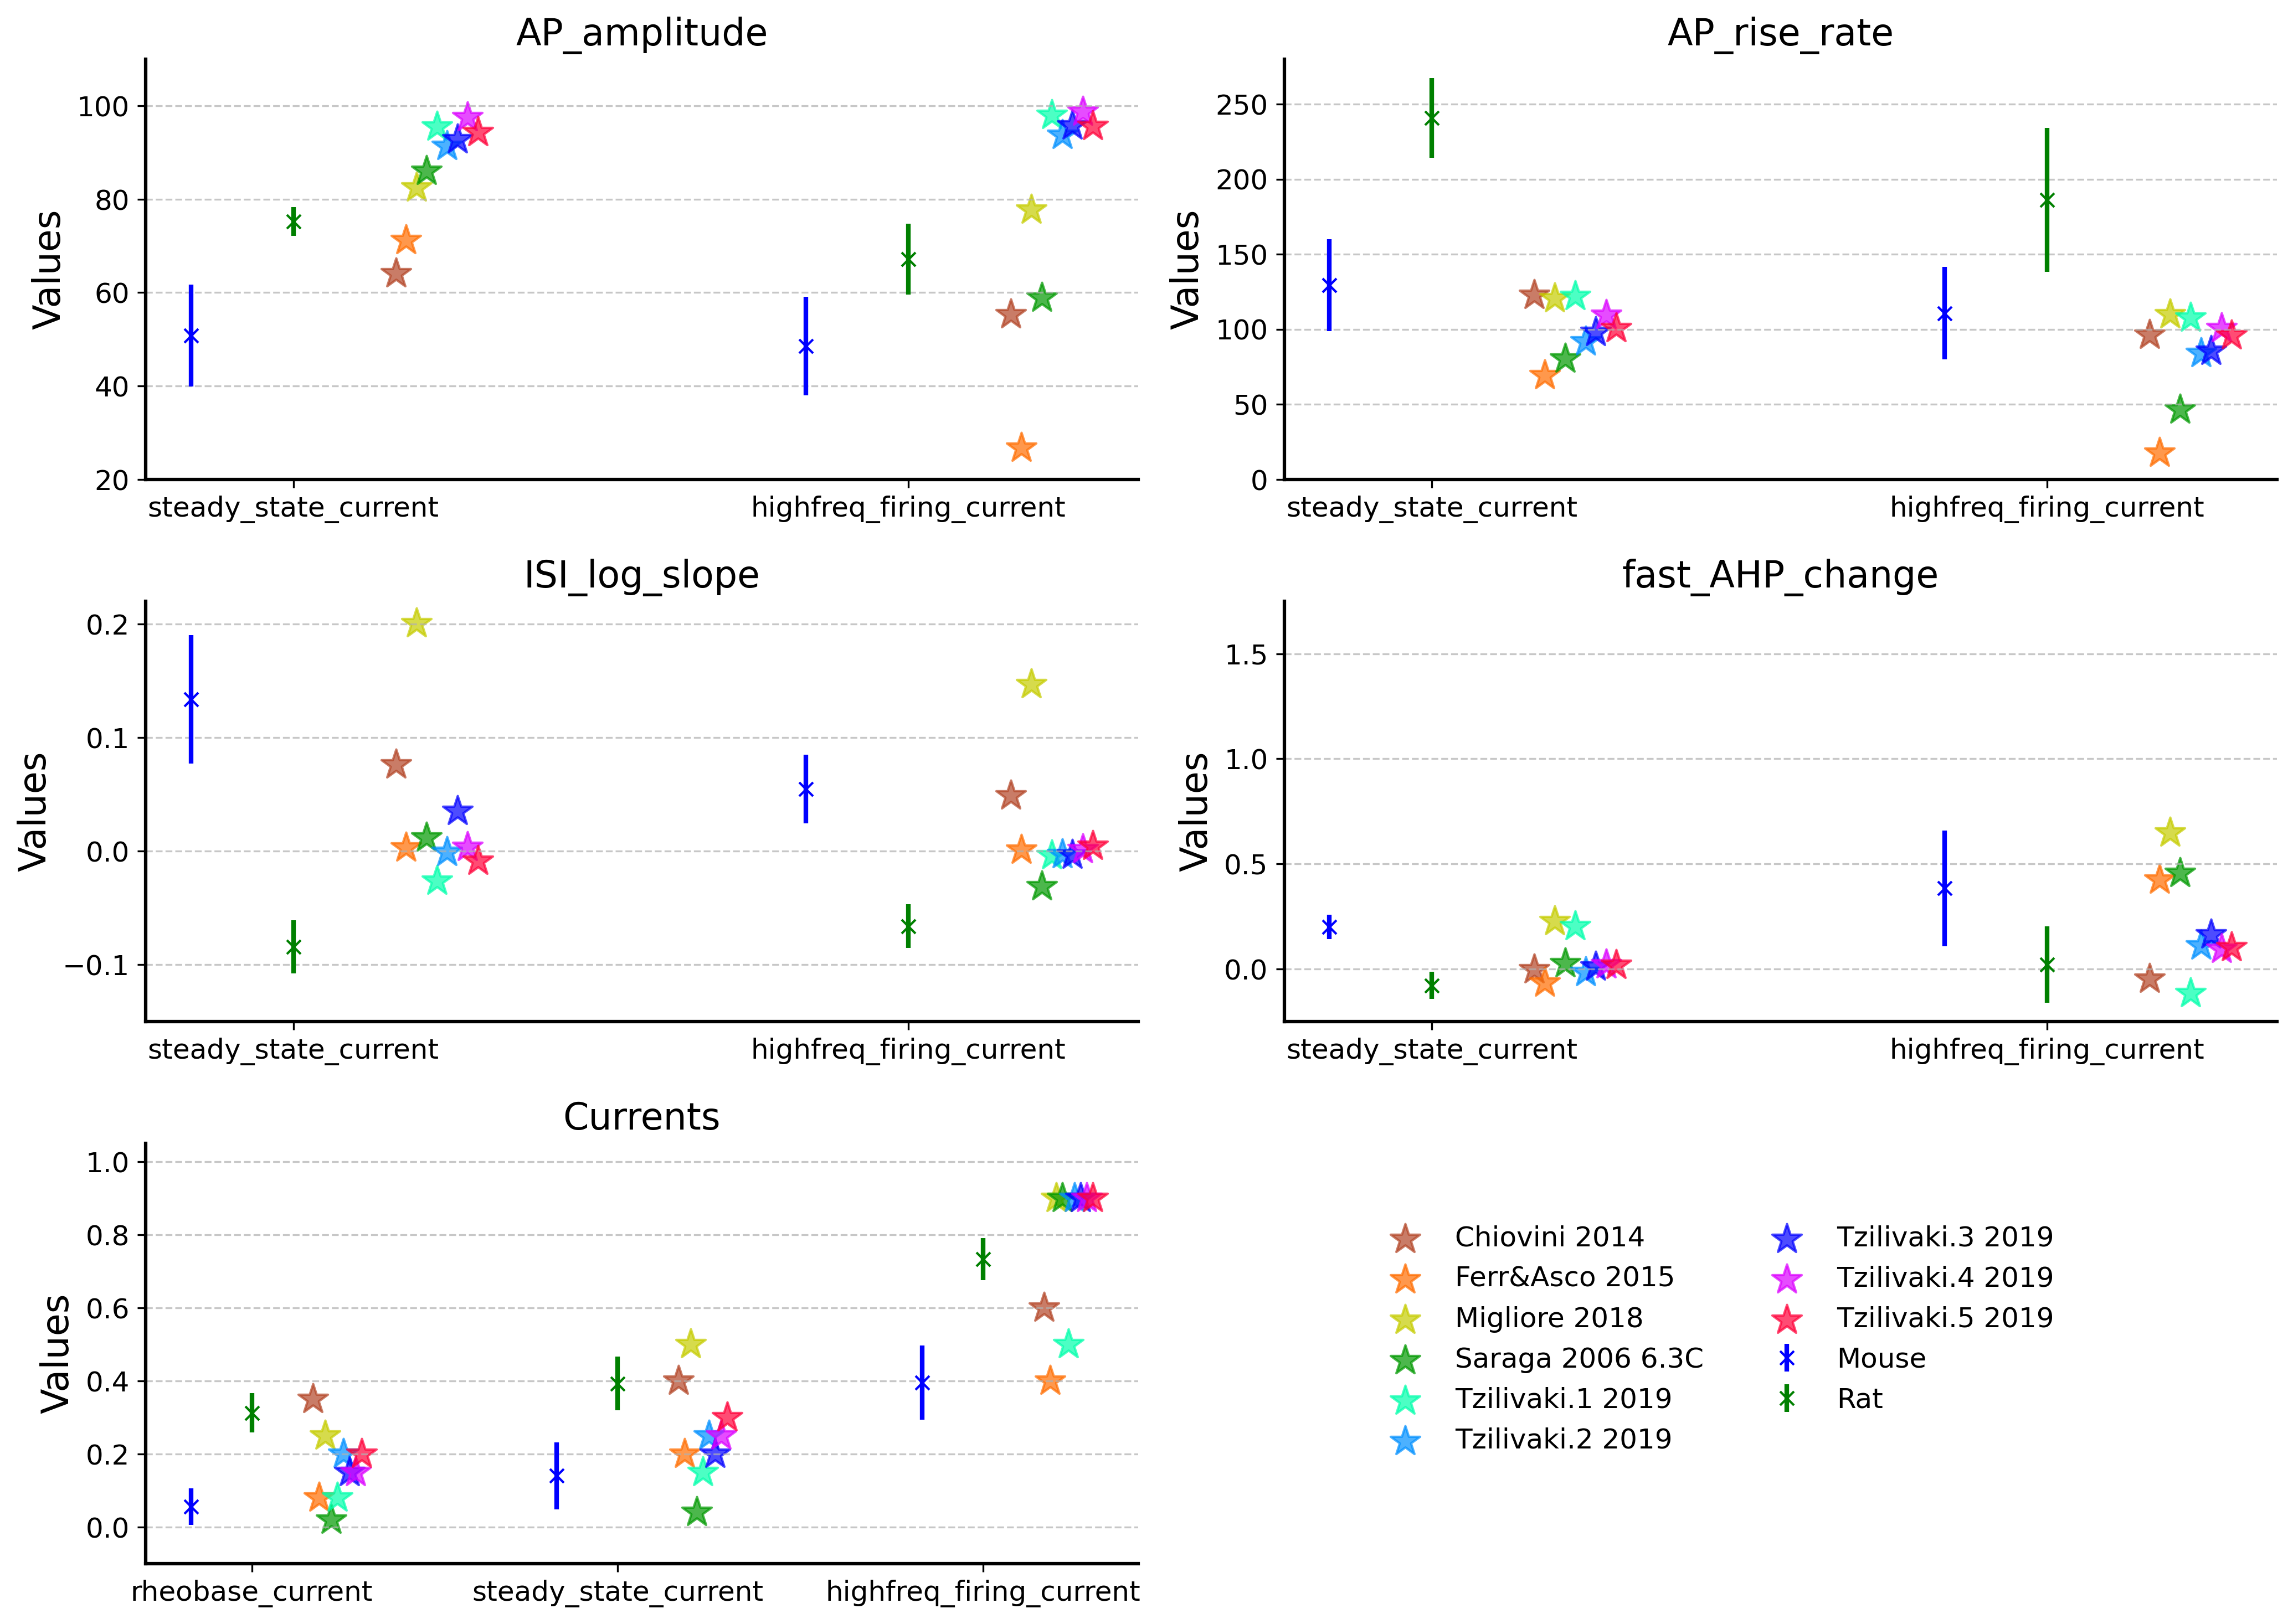 AP_amplitude
Values
100
80
60
40
20
steady_state_current highfreq_firing_current
AP_rise_rate
Values
250
200
150
100
50
0
steady_state_current highfreq_firing_current
ISI_log_slope
Values
0.2
0.1
0.0
−0.1
steady_state_current highfreq_firing_current
fast_AHP_change
Values
1.5
1.0
0.5
0.0
steady_state_current highfreq_firing_current
Currents
Values
1.0
0.8
0.6
0.4
0.2
0.0
rheobase_current steady_state_current highfreq_firing_current
Chiovini 2014
Ferr&Asco 2015
Migliore 2018
Saraga 2006 6.3C
Tzilivaki.1 2019
Tzilivaki.2 2019
Tzilivaki.3 2019
Tzilivaki.4 2019
Tzilivaki.5 2019
Mouse
Rat